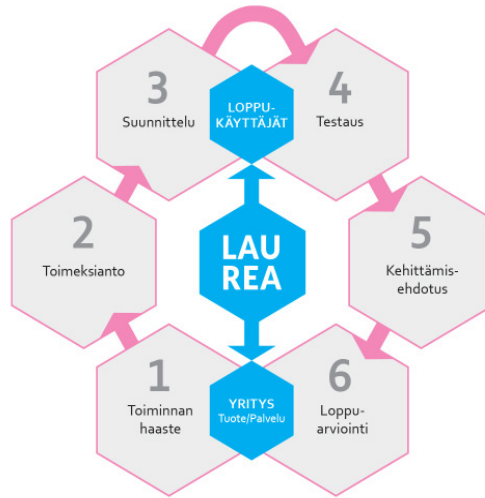 3
Suunnittelu
LOPPU-
KÄYTTÄJÄT
4
Testaus
2
Toimeksianto
LAU
REA
5
Kehittämis-
ehdotus
1
Toiminnan
haaste
YRITYS
Tuote/Palvelu
6
Loppu-
arviointi